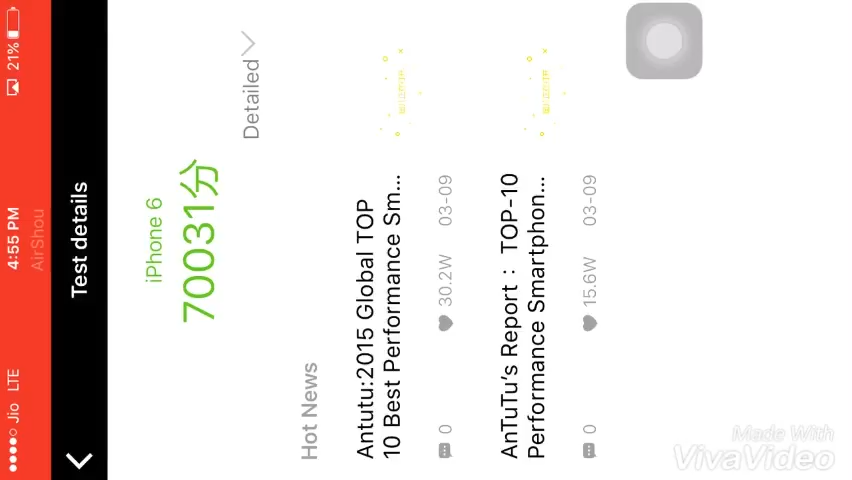 Jio LTE 4:55 PM 21%
AirShou
Test details
iPhone 6
70031分
Detailed
Hot News
Antutu:2015 Global TOP
10 Best Performance Sm...
0 30.2W 03-09
AnTuTu's Report： TOP-10
Performance Smartphon...
0 15.6W 03-09
Made With
VivaVideo